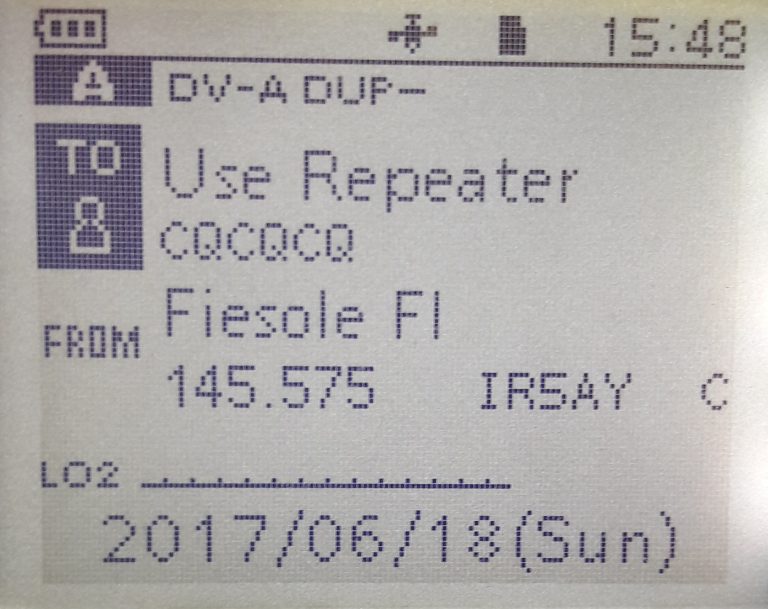 15:48
A DV-A DUP-
TO Use Repeater
CQCQCQ
FROM Fiesole FI
145.575 IR5AY C
LO2
2017/06/18(Sun)